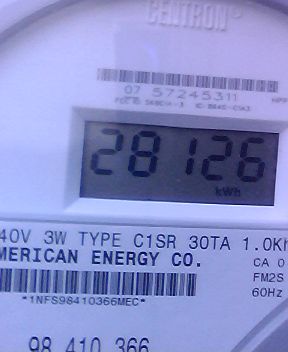 CENTRON®
07 57245311
28126
kWh
40V 3W TYPE C1SR 30TA 1.0Kh
MERICAN ENERGY CO.
CA 0
FM2S
60Hz
*1NFS98410366MEC*
98 410 366